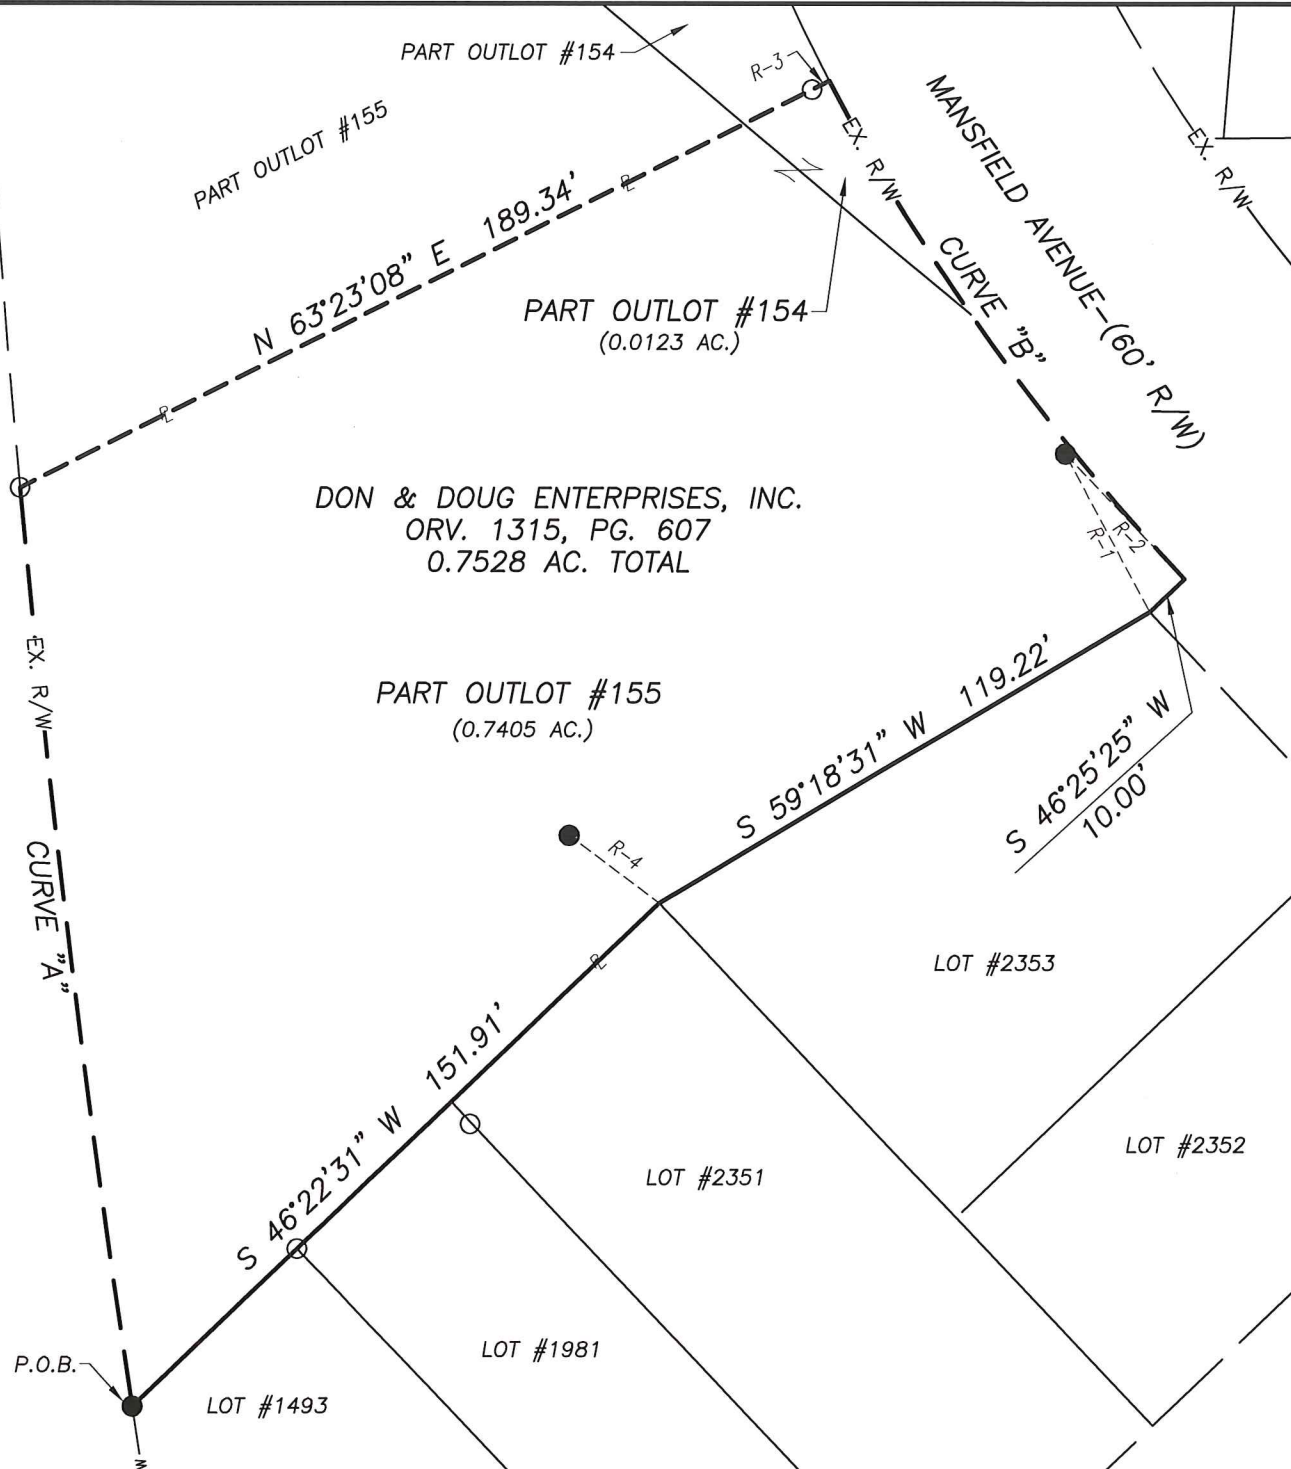 PART OUTLOT #154
R-3
MANSFIELD AVENUE-(60' R/W)
PART OUTLOT #155
EX. R/W
EX. R/W
N 63°23'08" E 189.34'
PL
PL
CURVE "B"
PART OUTLOT #154
(0.0123 AC.)
DON & DOUG ENTERPRISES, INC.
ORV. 1315, PG. 607
0.7528 AC. TOTAL
R-1
R-2
EX. R/W
PART OUTLOT #155
(0.7405 AC.)
S 59°18'31" W 119.22'
S 46°25'25" W
10.00'
CURVE "A"
R-4
PL
LOT #2353
S 46°22'31" W 151.91'
LOT #2352
LOT #2351
LOT #1981
P.O.B.
LOT #1493